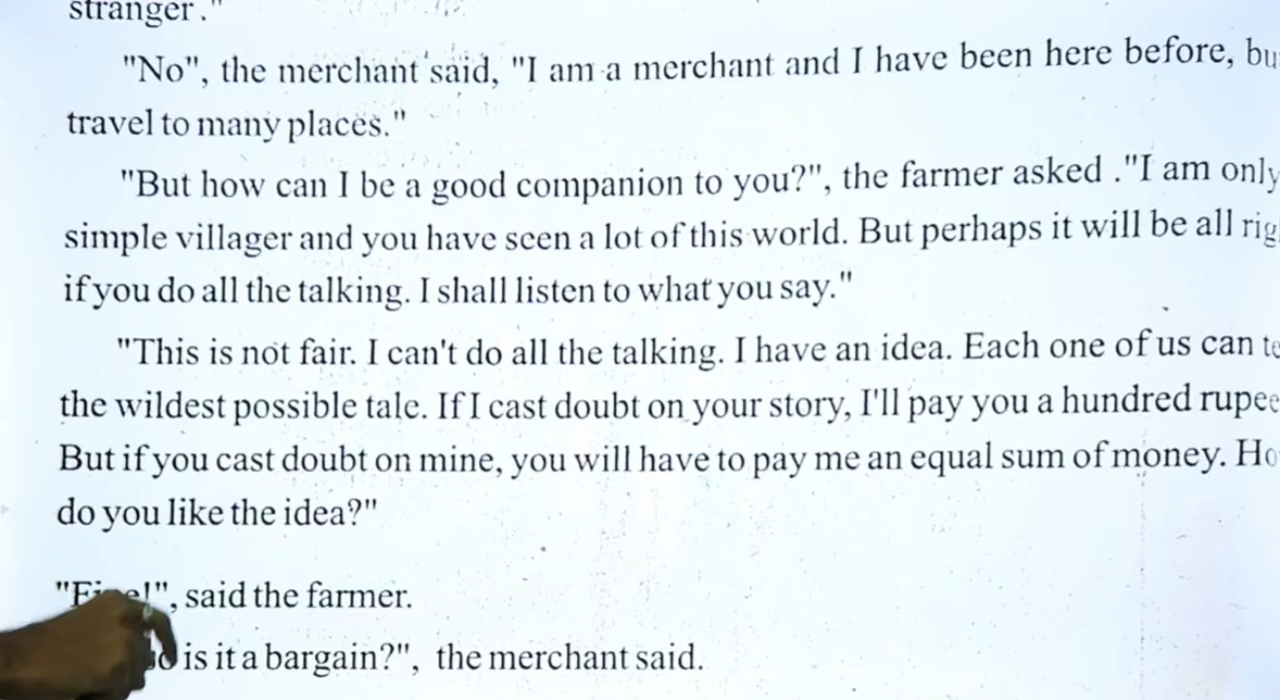 stranger."
"No", the merchant said, "I am a merchant and I have been here before,
travel to many places."
"But how can I be a good companion to you?", the farmer asked ."I am only
simple villager and you have seen a lot of this world. But perhaps it will be all
if you do all the talking. I shall listen to what you say."
"This is not fair. I can't do all the talking. I have an idea. Each one of us can
the wildest possible tale. If I cast doubt on your story, I'll pay you a hundred
But if you cast doubt on mine, you will have to pay me an equal sum of money.
do you like the idea?"
said the farmer.
is it a bargain?", the merchant said.